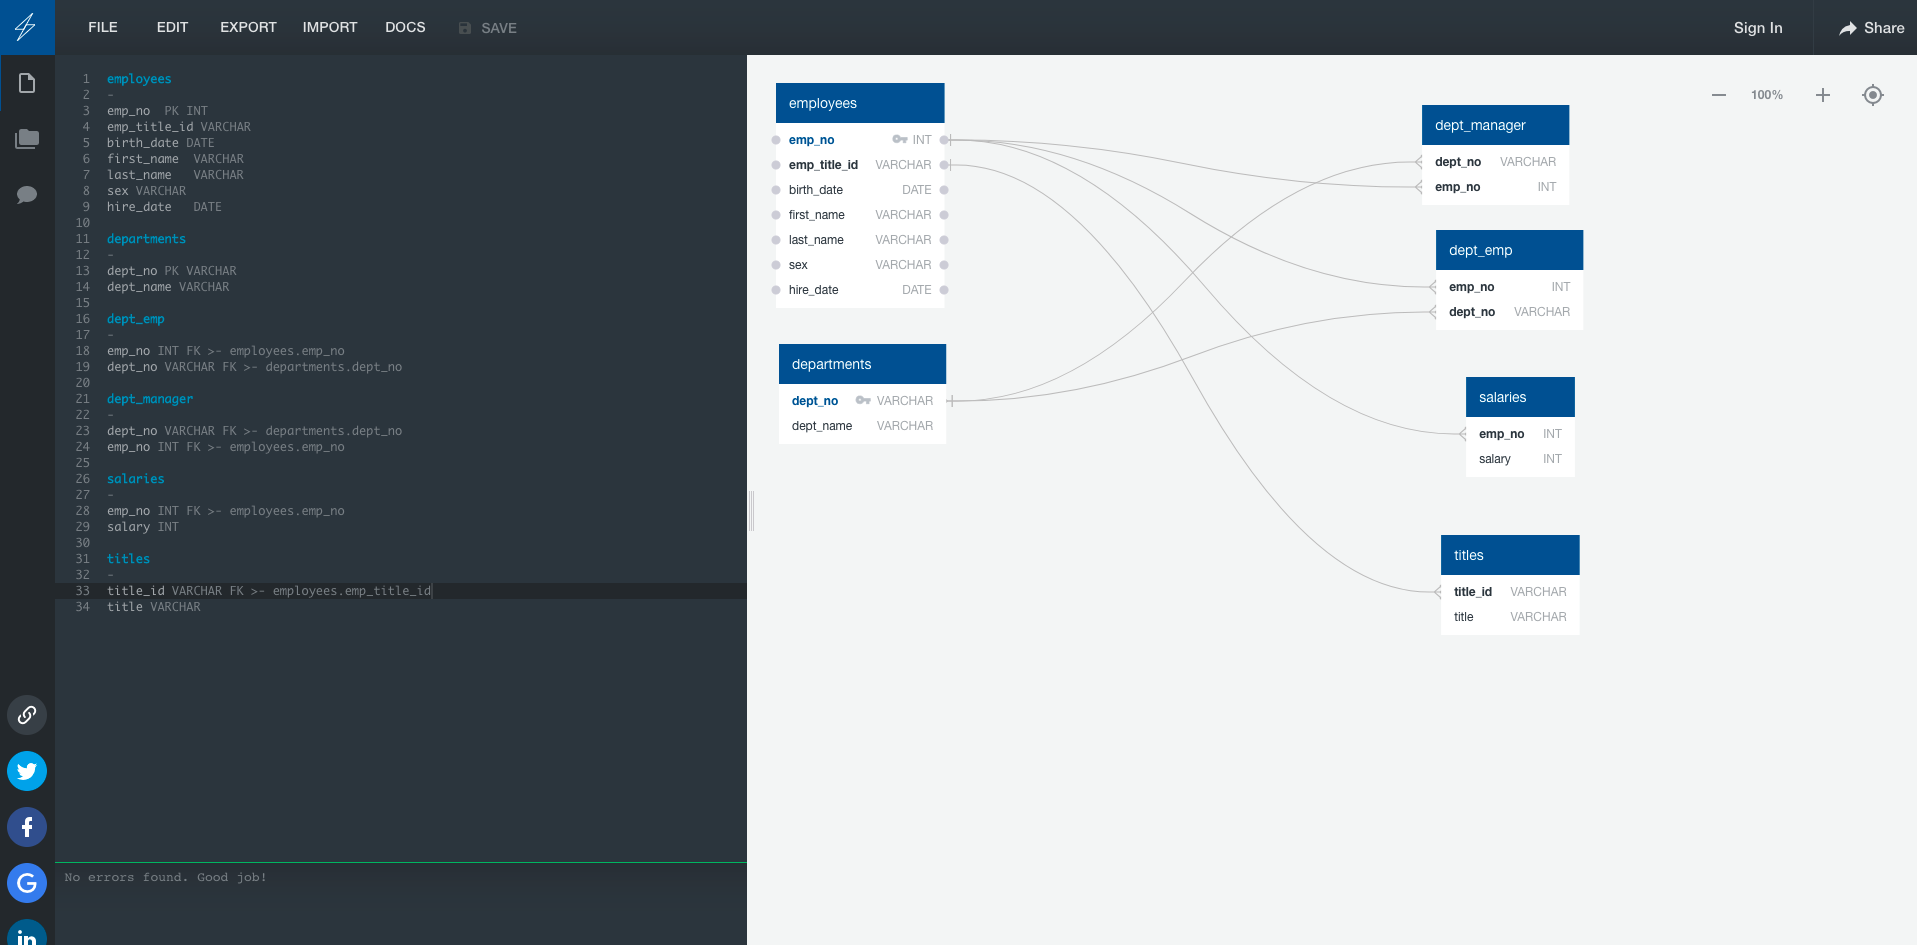 FILE EDIT EXPORT IMPORT DOCS SAVE Sign In Share
1 employees
2 -
3 emp_no  PK INT
4 emp_title_id VARCHAR
5 birth_date DATE
6 first_name  VARCHAR
7 last_name   VARCHAR
8 sex VARCHAR
9 hire_date   DATE
10
11 departments
12 -
13 dept_no PK VARCHAR
14 dept_name VARCHAR
15
16 dept_emp
17 -
18 emp_no INT FK >- employees.emp_no
19 dept_no VARCHAR FK >- departments.dept_no
20
21 dept_manager
22 -
23 dept_no VARCHAR FK >- departments.dept_no
24 emp_no INT FK >- employees.emp_no
25
26 salaries
27 -
28 emp_no INT FK >- employees.emp_no
29 salary INT
30
31 titles
32 -
33 title_id VARCHAR FK >- employees.emp_title_id
34 title VARCHAR
No errors found. Good job!
100%
employees
emp_no INT
emp_title_id VARCHAR
birth_date DATE
first_name VARCHAR
last_name VARCHAR
sex VARCHAR
hire_date DATE
departments
dept_no VARCHAR
dept_name VARCHAR
dept_manager
dept_no VARCHAR
emp_no INT
dept_emp
emp_no INT
dept_no VARCHAR
salaries
emp_no INT
salary INT
titles
title_id VARCHAR
title VARCHAR
f
G
in